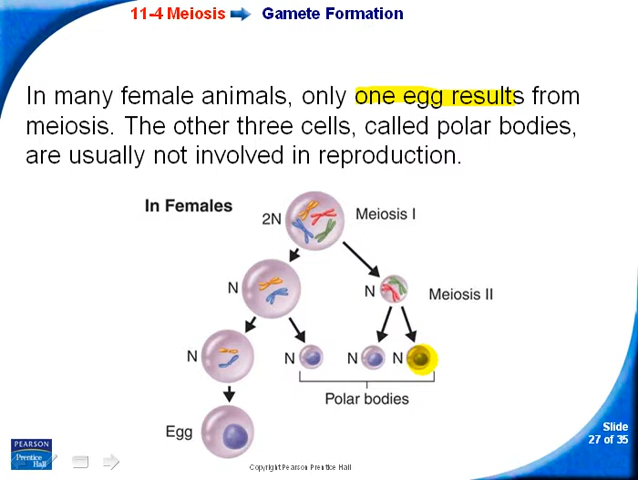 11-4 Meiosis Gamete Formation
In many female animals, only one egg results from
meiosis. The other three cells, called polar bodies,
are usually not involved in reproduction.
In Females
2N
Meiosis I
N
N
Meiosis II
N
N
N
N
Polar bodies
Egg
PEARSON
Prentice
Hall
Slide
27 of 35
Copyright Pearson Prentice Hall